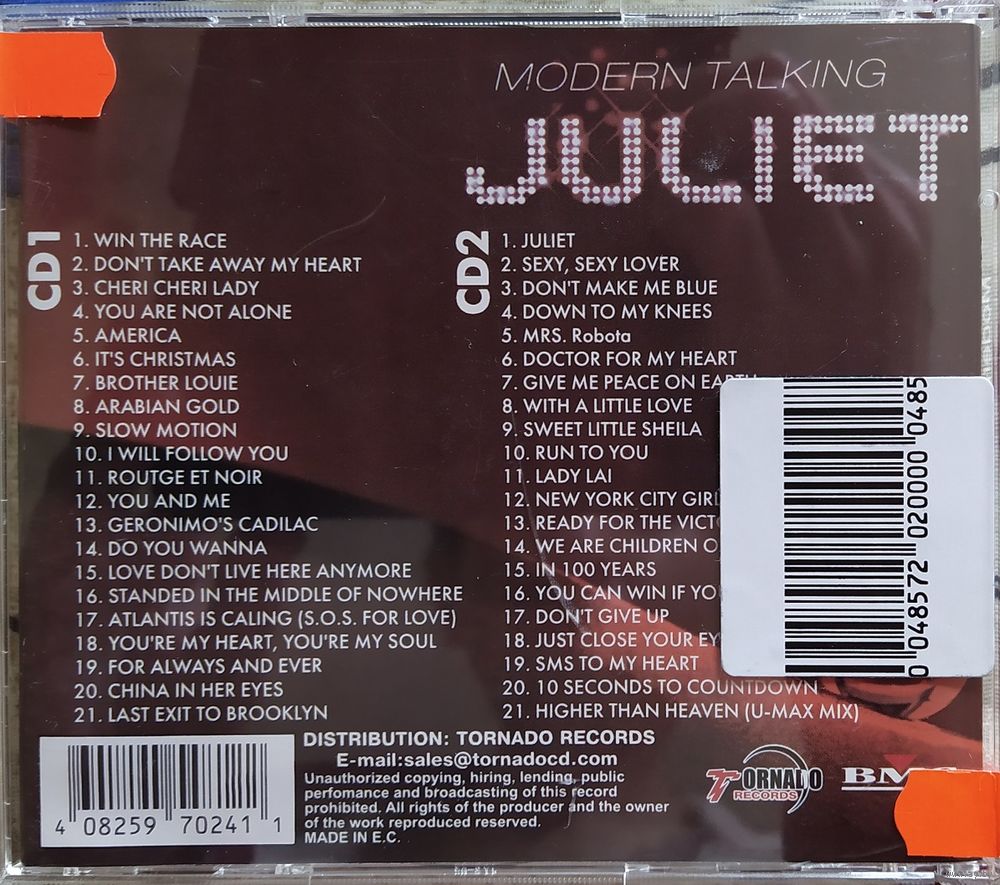 MODERN TALKING
JULIET
CD1
1. WIN THE RACE
2. DON'T TAKE AWAY MY HEART
3. CHERI CHERI LADY
4. YOU ARE NOT ALONE
5. AMERICA
6. IT'S CHRISTMAS
7. BROTHER LOUIE
8. ARABIAN GOLD
9. SLOW MOTION
10. I WILL FOLLOW YOU
11. ROUTGE ET NOIR
12. YOU AND ME
13. GERONIMO'S CADILAC
14. DO YOU WANNA
15. LOVE DON'T LIVE HERE ANYMORE
16. STANDED IN THE MIDDLE OF NOWHERE
17. ATLANTIS IS CALING (S.O.S. FOR LOVE)
18. YOU'RE MY HEART, YOU'RE MY SOUL
19. FOR ALWAYS AND EVER
20. CHINA IN HER EYES
21. LAST EXIT TO BROOKLYN
CD2
1. JULIET
2. SEXY, SEXY LOVER
3. DON'T MAKE ME BLUE
4. DOWN TO MY KNEES
5. MRS. Robota
6. DOCTOR FOR MY HEART
7. GIVE ME PEACE ON EARTH
8. WITH A LITTLE LOVE
9. SWEET LITTLE SHEILA
10. RUN TO YOU
11. LADY LAI
12. NEW YORK CITY GIRL
13. READY FOR THE VICT
14. WE ARE CHILDREN O
15. IN 100 YEARS
16. YOU CAN WIN IF YO
17. DON'T GIVE UP
18. JUST CLOSE YOUR EY
19. SMS TO MY HEART
20. 10 SECONDS TO COUNTDOWN
21. HIGHER THAN HEAVEN (U-MAX MIX)
0 048572 020000 0485
DISTRIBUTION: TORNADO RECORDS
E-mail:sales@tornadocd.com
Unauthorized copying, hiring, lending, public
perfomance and broadcasting of this record
prohibited. All rights of the producer and the owner
of the work reproduced reserved.
MADE IN E.C.
4 08259 70241 1
TORNADO
RECORDS
BM